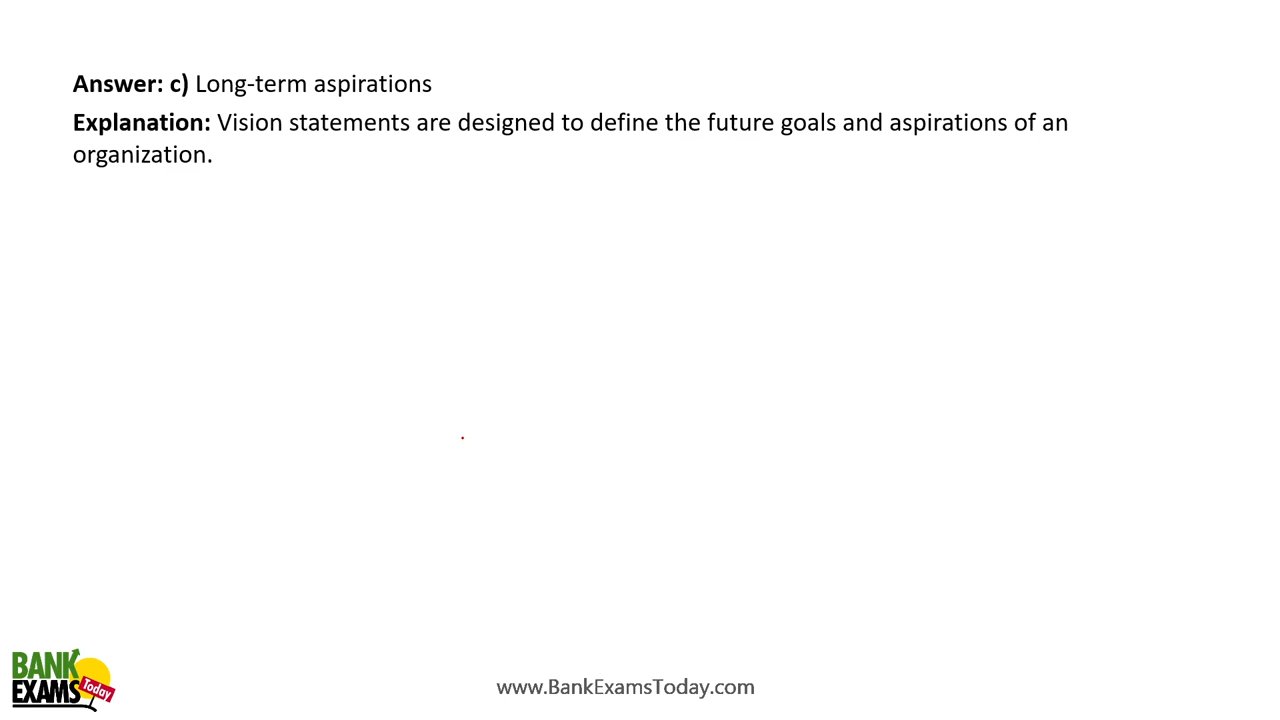 Answer: c) Long-term aspirations
Explanation: Vision statements are designed to define the future goals and aspirations of an
organization.
BANK
EXAMS
Today
www.BankExamsToday.com